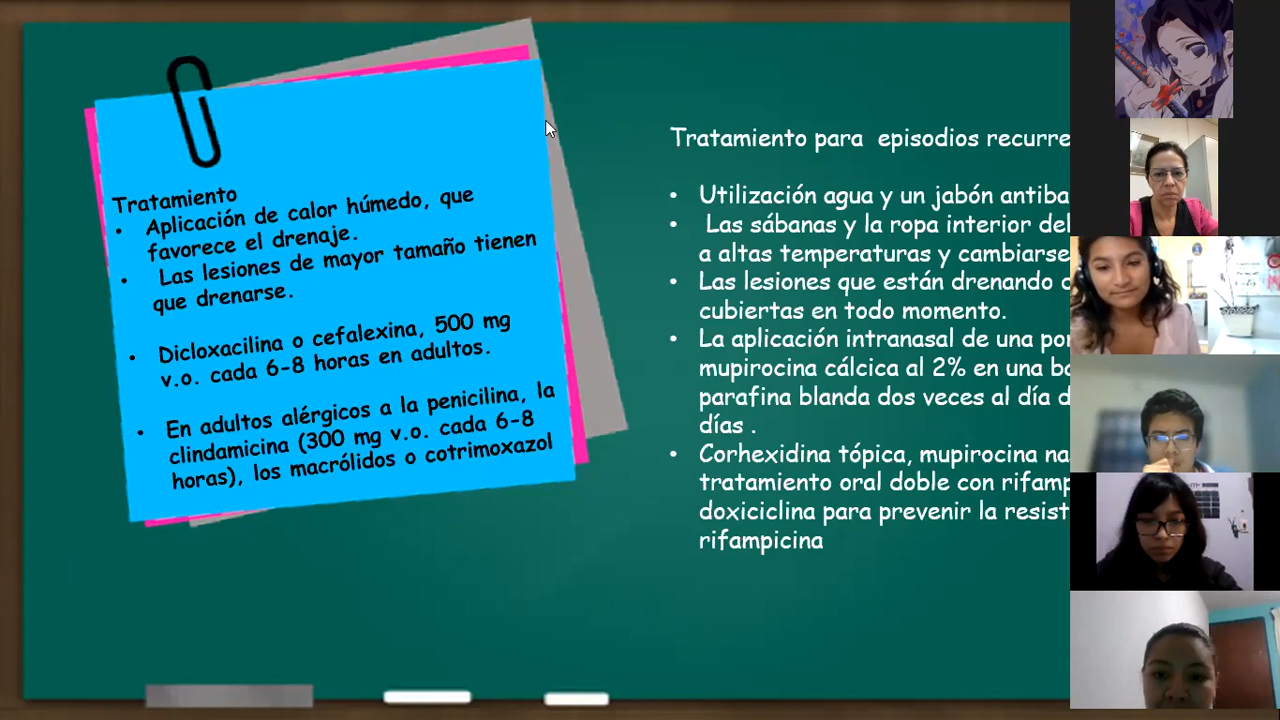 Tratamiento
• Aplicación de calor húmedo, que
favorece el drenaje.
• Las lesiones de mayor tamaño tienen
que drenarse.
• Dicloxacilina o cefalexina, 500 mg
v.o. cada 6-8 horas en adultos.
• En adultos alérgicos a la penicilina, la
clindamicina (300 mg v.o. cada 6-8
horas), los macrólidos o cotrimoxazol
Tratamiento para episodios recurre
• Utilización agua y un jabón antiba
• Las sábanas y la ropa interior de
a altas temperaturas y cambiarse
• Las lesiones que están drenando
cubiertas en todo momento.
• La aplicación intranasal de una po
mupirocina cálcica al 2% en una
parafina blanda dos veces al día
días .
• Corhexidina tópica, mupirocina na
tratamiento oral doble con rifamp
doxiciclina para prevenir la resist
rifampicina